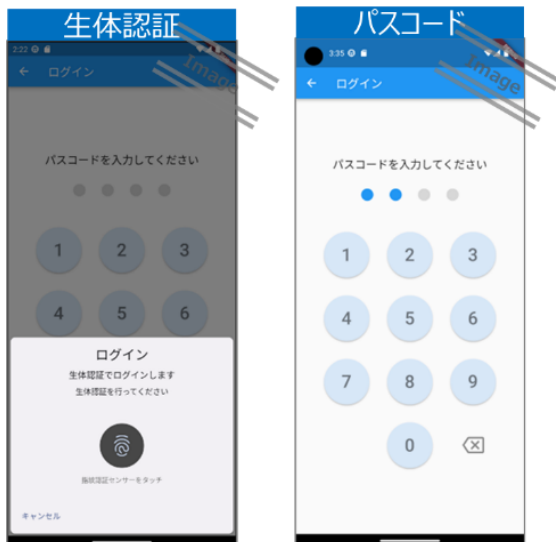 生体認証
2:22
← ログイン
Image
パスコードを入力してください
1 2 3
4 5 6
ログイン
生体認証でログインします
生体認証を行ってください
指紋認証センサーをタッチ
キャンセル
パスコード
3:35
← ログイン
Image
パスコードを入力してください
1 2 3
4 5 6
7 8 9
0